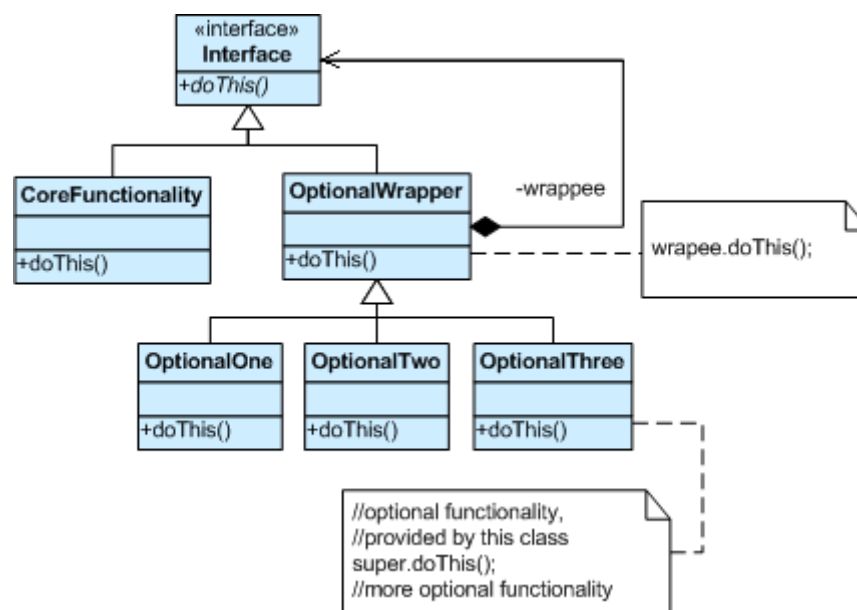 «interface»
Interface
+doThis()
CoreFunctionality
+doThis()
OptionalWrapper
+doThis()
-wrappee
wrapee.doThis();
OptionalOne
+doThis()
OptionalTwo
+doThis()
OptionalThree
+doThis()
//optional functionality,
//provided by this class
super.doThis();
//more optional functionality